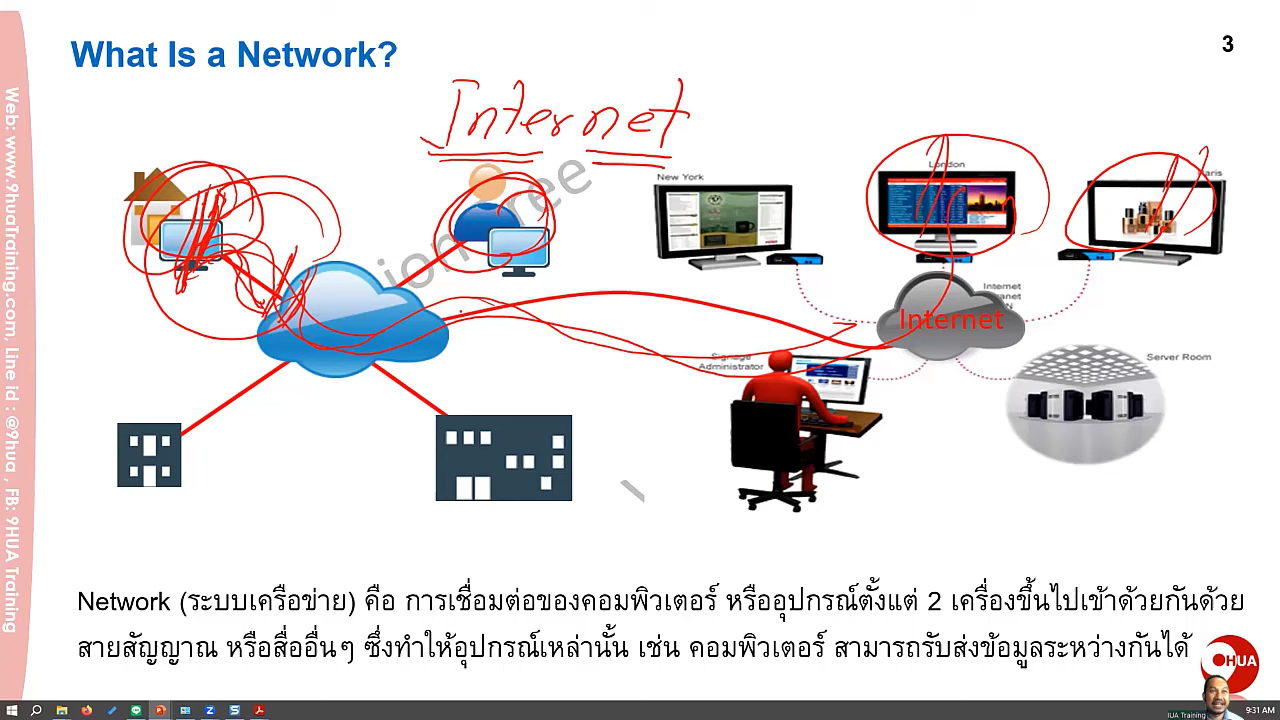 What Is a Network?
3
Internet
New York
London
Internet
Internet
Signage
Administrator
Server Room
Network (ระบบเครือข่าย) คือ การเชื่อมต่อของคอมพิวเตอร์ หรืออุปกรณ์ตั้งแต่ 2 เครื่องขึ้นไปเข้าด้วยกันด้วย
สายสัญญาณ หรือสื่ออื่นๆ ซึ่งทำให้อุปกรณ์เหล่านั้น เช่น คอมพิวเตอร์ สามารถรับส่งข้อมูลระหว่างกันได้
Web: www.9huaTraining.com, Line id : @9hua , FB: 9HUA Training
9HUA
IUA Training
9:31 AM